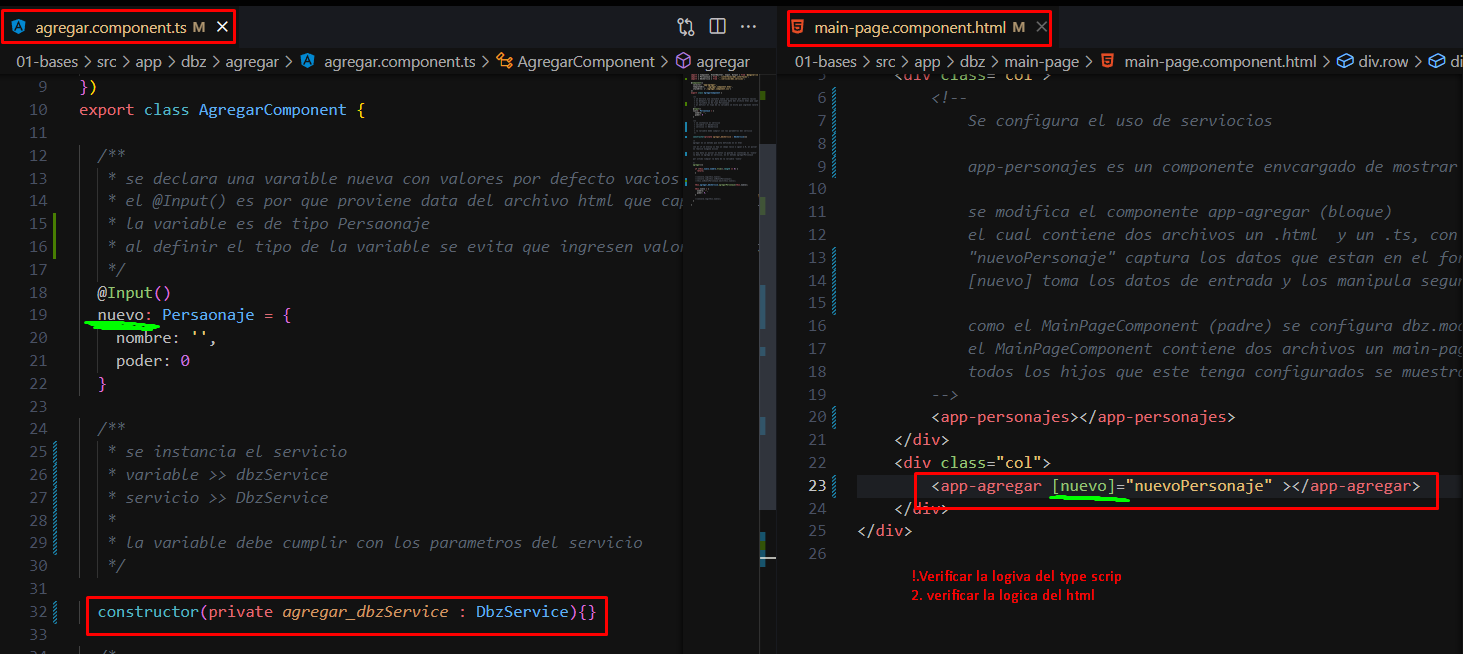 agregar.component.ts M
01-bases > src > app > dbz > agregar > agregar.component.ts > AgregarComponent > agregar
9 })
10 export class AgregarComponent {
11
12 /**
13 * se declara una varaible nueva con valores por defecto vacios
14 * el @Input() es por que proviene data del archivo html que cap
15 * la variable es de tipo Persaonaje
16 * al definir el tipo de la variable se evita que ingresen valor
17 */
18 @Input()
19 nuevo: Persaonaje = {
20 nombre: '',
21 poder: 0
22 }
23
24 /**
25 * se instancia el servicio
26 * variable >> dbzService
27 * servicio >> DbzService
28 *
29 * la variable debe cumplir con los parametros del servicio
30 */
31
32 constructor(private agregar_dbzService : DbzService){}
33
34 /*
main-page.component.html M
01-bases > src > app > dbz > main-page > main-page.component.html > div.row > di
5 <div class="col">
6 <!--
7 Se configura el uso de serviocios
8
9 app-personajes es un componente envcargado de mostrar
10
11 se modifica el componente app-agregar (bloque)
12 el cual contiene dos archivos un .html y un .ts, con
13 "nuevoPersonaje" captura los datos que estan en el for
14 [nuevo] toma los datos de entrada y los manipula segun
15
16 como el MainPageComponent (padre) se configura dbz.mod
17 el MainPageComponent contiene dos archivos un main-pag
18 todos los hijos que este tenga configurados se muestra
19 -->
20 <app-personajes></app-personajes>
21 </div>
22 <div class="col">
23 <app-agregar [nuevo]="nuevoPersonaje" ></app-agregar>
24 </div>
25 </div>
26
!.Verificar la logiva del type scrip
2. verificar la logica del html